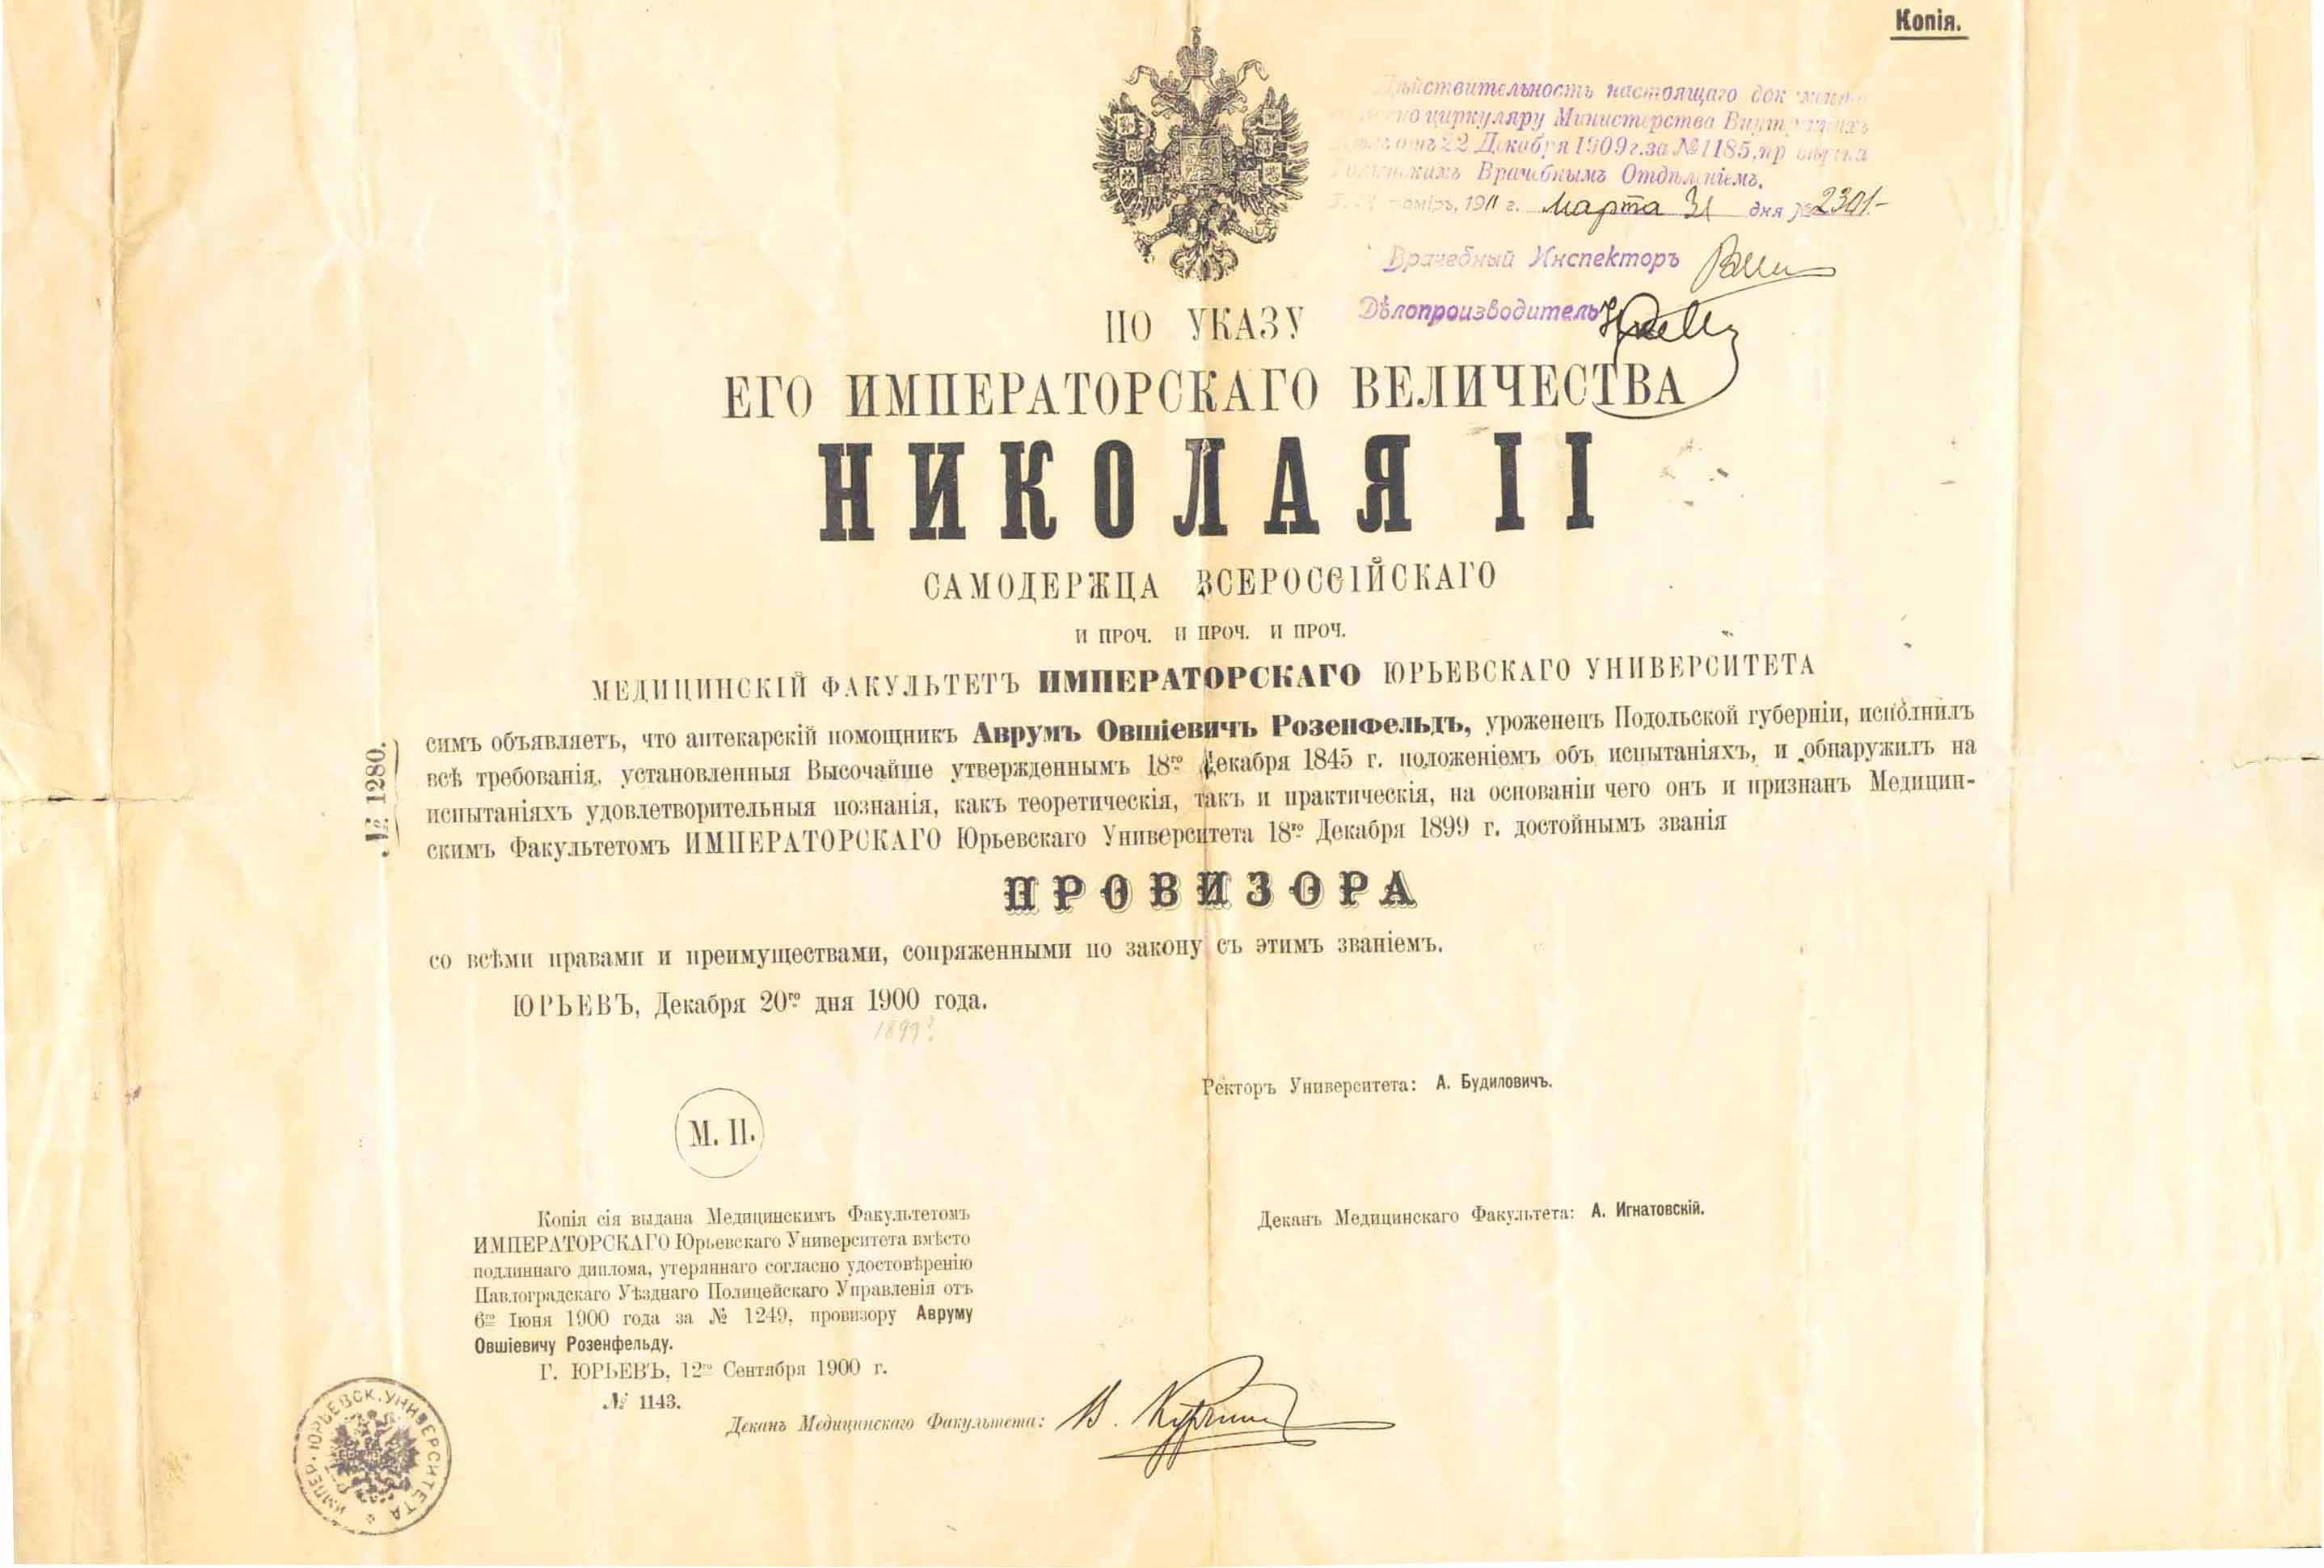 Копія.
Дѣйствительность настоящаго документа
по циркуляру Министерства Внутреннихъ
отъ 22 Декабря 1909 г. за № 1185,
Врачебнымъ Отдѣленіемъ.
1911 г. марта 31 дня № 2301-
Врачебный Инспекторъ
Дѣлопроизводитель
ПО УКАЗУ
ЕГО ИМПЕРАТОРСКАГО ВЕЛИЧЕСТВА
НИКОЛАЯ II
САМОДЕРЖЦА ВСЕРОССІЙСКАГО
И ПРОЧ. И ПРОЧ. И ПРОЧ.
МЕДИЦИНСКІЙ ФАКУЛЬТЕТЪ ИМПЕРАТОРСКАГО ЮРЬЕВСКАГО УНИВЕРСИТЕТА
№ 1280.
симъ объявляетъ, что аптекарскій помощникъ Аврумъ Овшіевичъ Розенфельдъ, уроженецъ Подольской губерніи, исполнилъ
всѣ требованія, установленныя Высочайше утвержденнымъ 18го Декабря 1845 г. положеніемъ объ испытаніяхъ, и обнаружилъ на
испытаніяхъ удовлетворительныя познанія, какъ теоретическія, такъ и практическія, на основаніи чего онъ и признанъ Медицин-
скимъ Факультетомъ ИМПЕРАТОРСКАГО Юрьевскаго Университета 18го Декабря 1899 г. достойнымъ званія
ПРОВИЗОРА
со всѣми правами и преимуществами, сопряженными по закону съ этимъ званіемъ.
ЮРЬЕВЪ, Декабря 20го дня 1900 года.
1899?
Ректоръ Университета: А. Будиловичъ.
М. П.
Деканъ Медицинскаго Факультета: А. Игнатовскій.
Копія сія выдана Медицинскимъ Факультетомъ
ИМПЕРАТОРСКАГО Юрьевскаго Университета вмѣсто
подлиннаго диплома, утеряннаго согласно удостовѣренію
Павлоградскаго Уѣзднаго Полицейскаго Управленія отъ
6го Іюня 1900 года за № 1249, провизору Авруму
Овшіевичу Розенфельду.
Г. ЮРЬЕВЪ, 12го Сентября 1900 г.
№ 1143.
Деканъ Медицинскаго Факультета:
ИМПЕР. ЮРЬЕВСК. УНИВЕРСИТЕТА